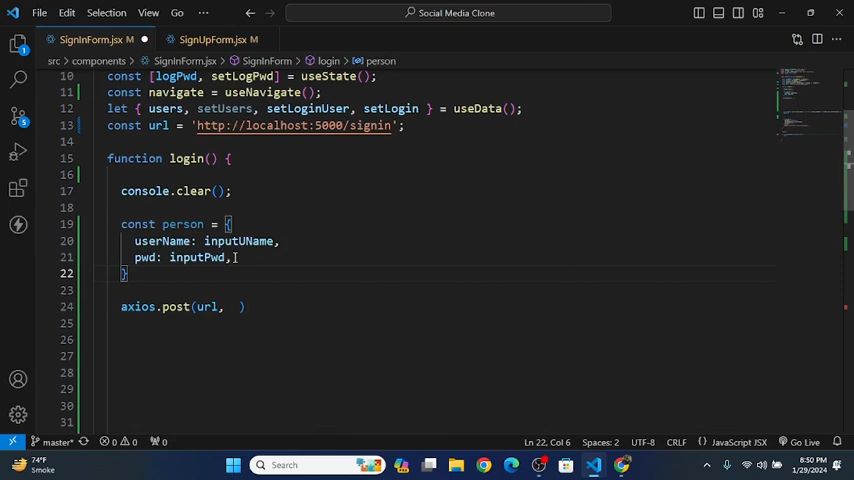 File Edit Selection View Go ··· Social Media Clone
SignInForm.jsx M SignUpForm.jsx M
src > components > SignInForm.jsx > SignInForm > login > person
10 const [logPwd, setLogPwd] = useState();
11 const navigate = useNavigate();
12 let { users, setUsers, setLoginUser, setLogin } = useData();
13 const url = 'http://localhost:5000/signin';
14
15 function login() {
16
17 console.clear();
18
19 const person = {
20 userName: inputUName,
21 pwd: inputPwd,
22 }
23
24 axios.post(url, )
25
26
27
28
29
30
31
1
5
master* 0 0 0 Ln 22, Col 6 Spaces: 2 UTF-8 CRLF { } JavaScript JSX Go Live
74°F
Smoke
Search
8:50 PM
1/29/2024